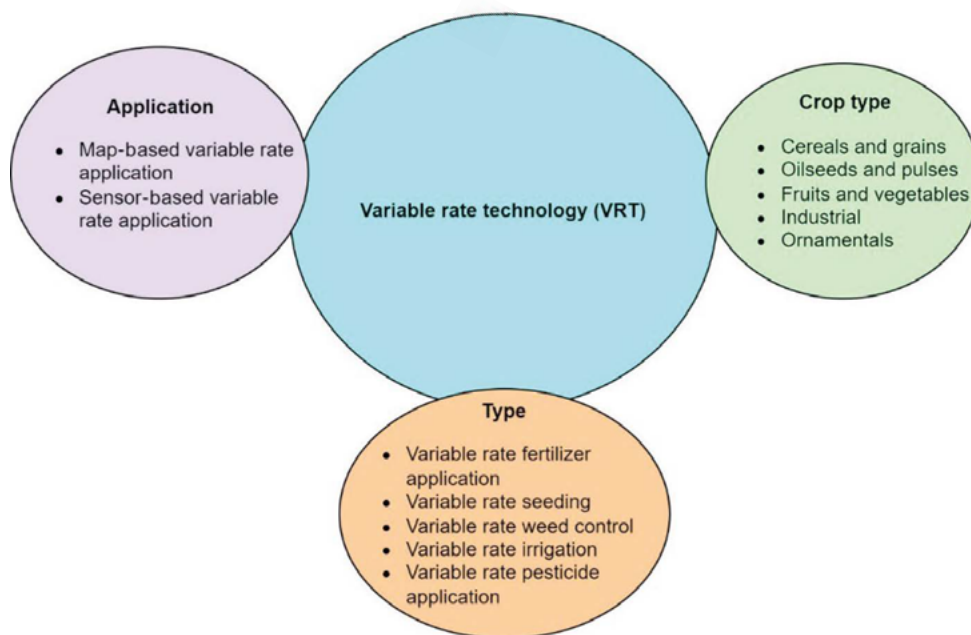 Application
• Map-based variable rate
application
• Sensor-based variable
rate application
Variable rate technology (VRT)
Crop type
• Cereals and grains
• Oilseeds and pulses
• Fruits and vegetables
• Industrial
• Ornamentals
Type
• Variable rate fertilizer
application
• Variable rate seeding
• Variable rate weed control
• Variable rate irrigation
• Variable rate pesticide
application